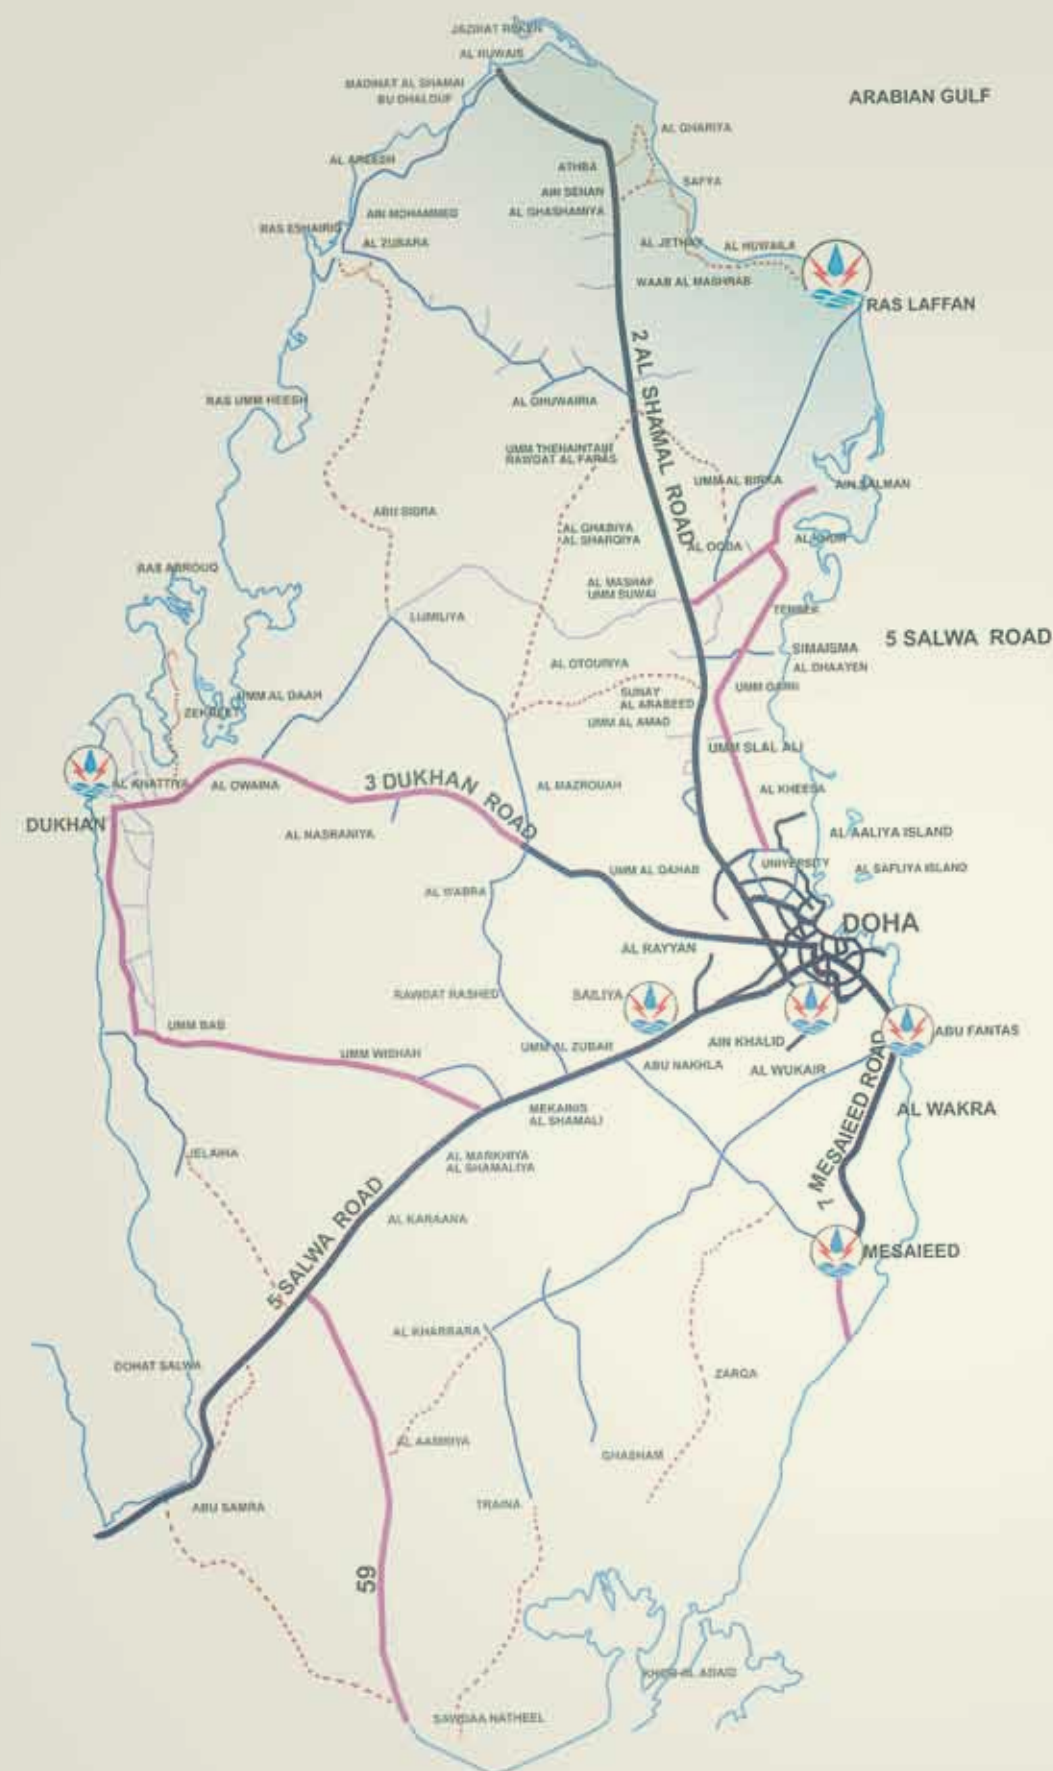 JAZIRAT ROKEN
AL RUWAIS
MADINAT AL SHAMAl
BU DHALOUF
ARABIAN GULF
AL GHARIYA
AL AREESH
ATHBA
SAFYA
AIN SENAN
AL GHASHAMIYA
AIN MOHAMMED
RAS ESHAIRIQ
AL ZUBARA
AL JETHAY
AL HUWAILA
WAAB AL MASHRAB
RAS LAFFAN
2 AL SHAMAL ROAD
RAS UMM HEESH
AL GHUWAIRIA
RAWDAT AL FARAS
UMM AL BIRKA
AIN SALMAN
ABU SIDRA
AL GHABIYA
AL SHARQIYA
AL KHOR
AL MASHAF
UMM SUWAI
RAS ABROUQ
LIJMILIYA
TENBEK
5 SALWA ROAD
SIMAISMA
AL DHAAYEN
AL OTOURIYA
SUNAY
AL ARABEED
UMM AL AMAD
UMM QARN
UMM AL DAAH
ZEKREET
UMM SLAL ALI
AL KHATTIYA
AL OWAINA
3 DUKHAN ROAD
AL MAZROUAH
AL KHEESA
DUKHAN
AL NASRANIYA
AL AALIYA ISLAND
UMM AL DAHAB
UNIVERSITY
AL SAFLIYA ISLAND
AL WABRA
DOHA
AL RAYYAN
RAWDAT RASHED
SAILIYA
UMM BAB
UMM WISHAH
UMM AL ZUBAR
AIN KHALID
ABU FANTAS
ABU NAKHLA
AL WUKAIR
MEKAINIS
AL SHAMALI
7 MESAIEED ROAD
AL WAKRA
JELAIHA
AL MARKHIYA
AL SHAMALIYA
AL KARAANA
5 SALWA ROAD
MESAIEED
AL KHARRARA
DOHAT SALWA
ZARQA
AL AAMRIYA
GHASHAM
ABU SAMRA
TRAINA
59
KHOR AL ADAID
SAWDAA NATHEEL